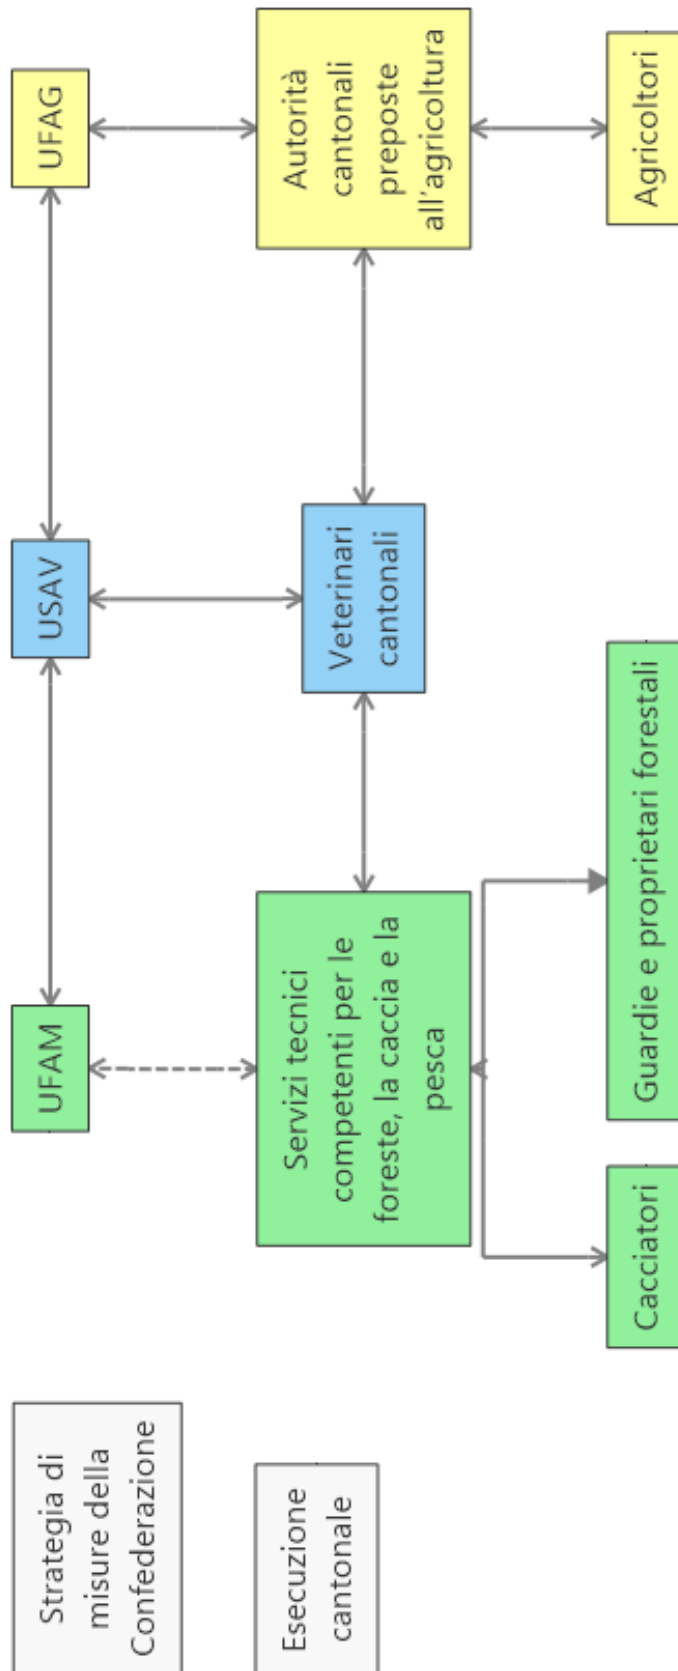 Strategia di
misure della
Confederazione
UFAM
USAV
UFAG
Esecuzione
cantonale
Servizi tecnici
competenti per le
foreste, la caccia e la
pesca
Veterinari
cantonali
Autorità
cantonali
preposte
all'agricoltura
Cacciatori
Guardie e proprietari forestali
Agricoltori